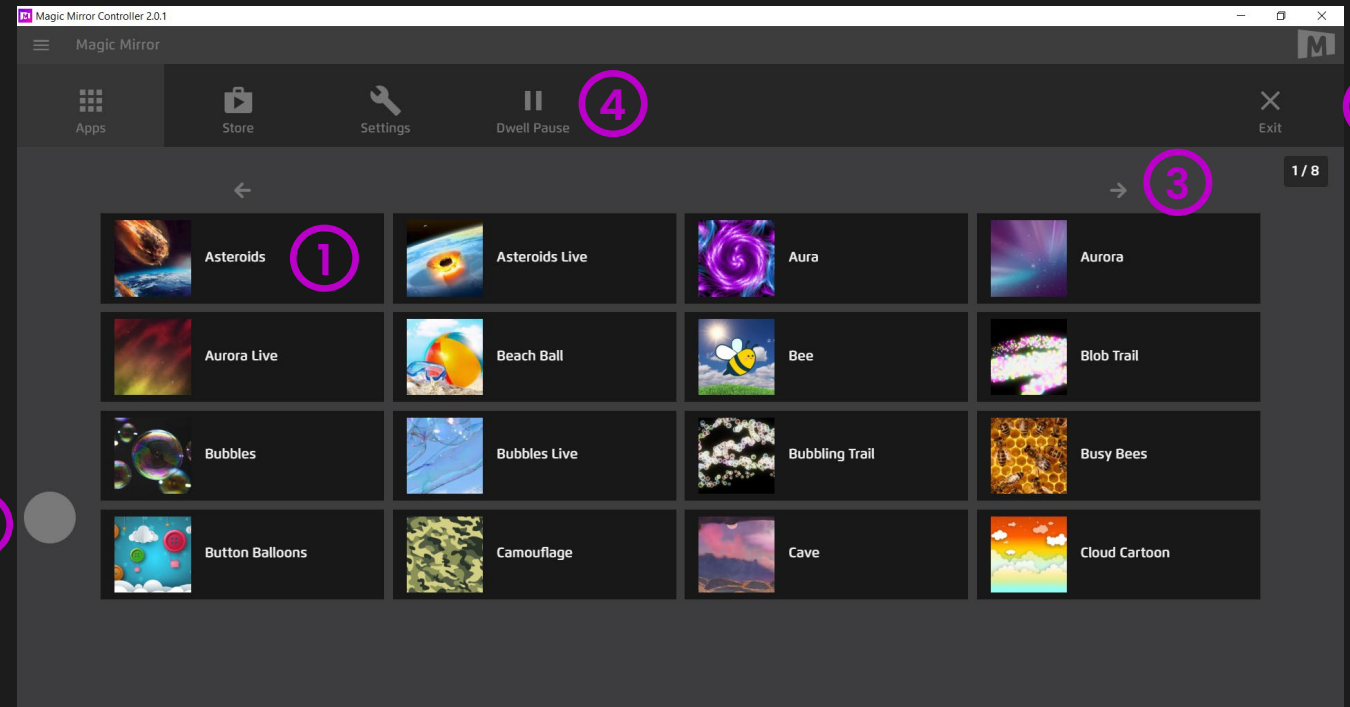 Magic Mirror Controller 2.0.1
Magic Mirror
M
Apps
Store
Settings
Dwell Pause
4
Exit
1 / 8
3
Asteroids
1
Asteroids Live
Aura
Aurora
Aurora Live
Beach Ball
Bee
Blob Trail
Bubbles
Bubbles Live
Bubbling Trail
Busy Bees
Button Balloons
Camouflage
Cave
Cloud Cartoon